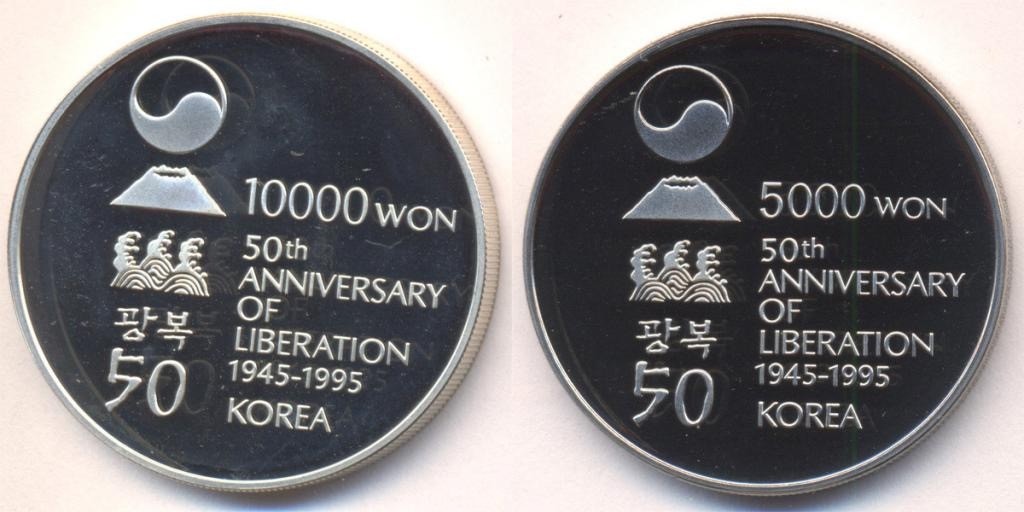 10000 WON
50th
ANNIVERSARY
OF
LIBERATION
1945-1995
KOREA
광복
50
5000 WON
50th
ANNIVERSARY
OF
LIBERATION
1945-1995
KOREA
광복
50